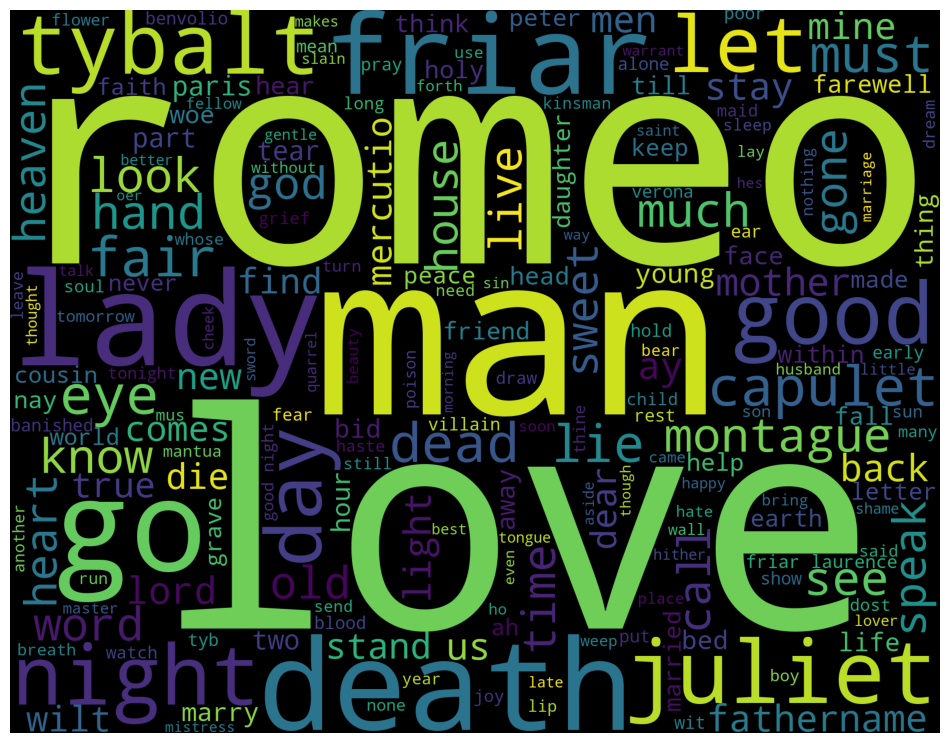 tybalt
friar
let
must
mine
romeo
flower
benvolio
makes
mean
slain
think
peter
men
poor
holy
warrant
alone
use
pray
forth
till
stay
farewell
heaven
faith
paris
hear
fellow
woe
long
kinsman
maid
sleep
dream
part
better
gentle
tear
without
god
look
oer
hand
grief
mercutio
house
live
daughter
keep
saint
verona
lay
hes
nothing
gone
marriage
much
ear
thing
fair
whose
way
face
lady
talk
never
find
turn
peace
need
sin
head
sweet
young
mother
made
soul
leave
thought
tomorrow
cheek
man
friend
hold
good
bear
ay
within
early
cousin
tonight
new
sword
quarrel
beauty
poison
morning
draw
child
rest
husband
little
capulet
nay
eye
banished
mus
fear
villain
soon
son
fall
sun
many
world
comes
day
good night
bid
haste
dead
lie
thine
montague
know
mantua
die
hour
still
came
help
happy
back
true
love
away
dear
aside
though
hate
wall
bring
earth
letter
shame
heart
another
go
grave
light
best
tongue
even
time
hither
call
friar laurence
said
run
old
show
see
speak
lord
send
blood
ho
ah
place
dost
lover
master
word
tyb
two
stand
us
weep
put
married
bed
life
breath
watch
night
death
year
joy
late
lip
juliet
boy
wilt
marry
mistress
none
wit
fathername